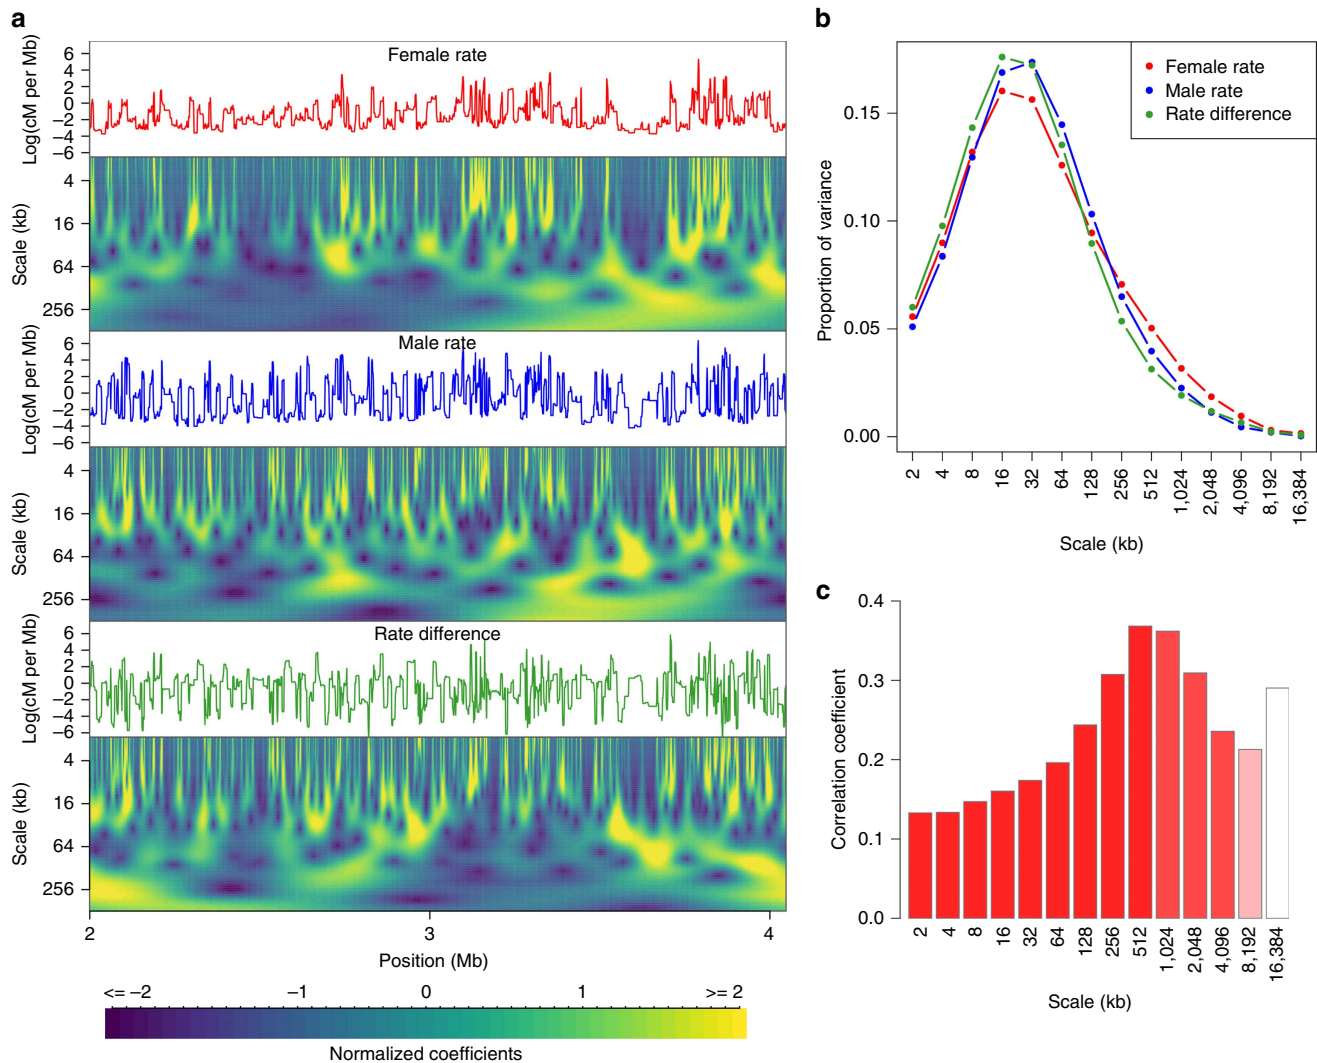 a
Female rate
Log(cM per Mb)
6
4
2
0
−2
−4
−6
Scale (kb)
4
16
64
256
Male rate
Log(cM per Mb)
6
4
2
0
−2
−4
−6
Scale (kb)
4
16
64
256
Rate difference
Log(cM per Mb)
6
4
2
0
−2
−4
−6
Scale (kb)
4
16
64
256
2 3 4
Position (Mb)
<= −2 −1 0 1 >= 2
Normalized coefficients
b
Female rate
Male rate
Rate difference
Proportion of variance
0.15
0.10
0.05
0.00
2 4 8 16 32 64 128 256 512 1,024 2,048 4,096 8,192 16,384
Scale (kb)
c
Correlation coefficient
0.4
0.3
0.2
0.1
0.0
2 4 8 16 32 64 128 256 512 1,024 2,048 4,096 8,192 16,384
Scale (kb)